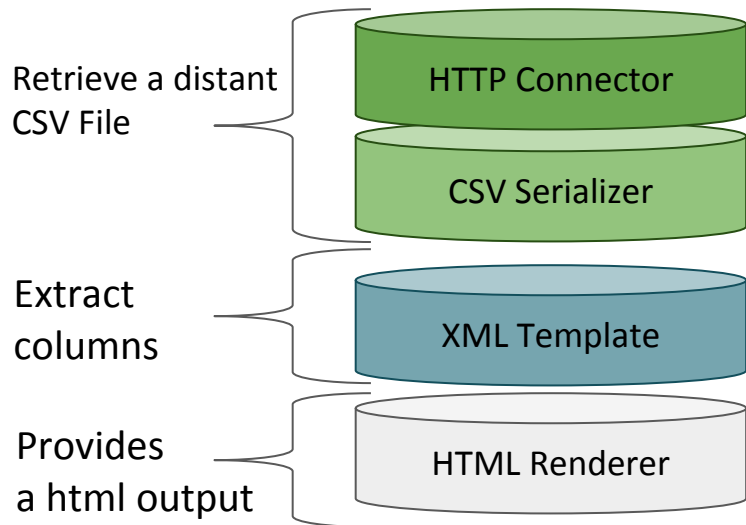 Retrieve a distant
CSV File
HTTP Connector
CSV Serializer
Extract
columns
XML Template
Provides
a html output
HTML Renderer